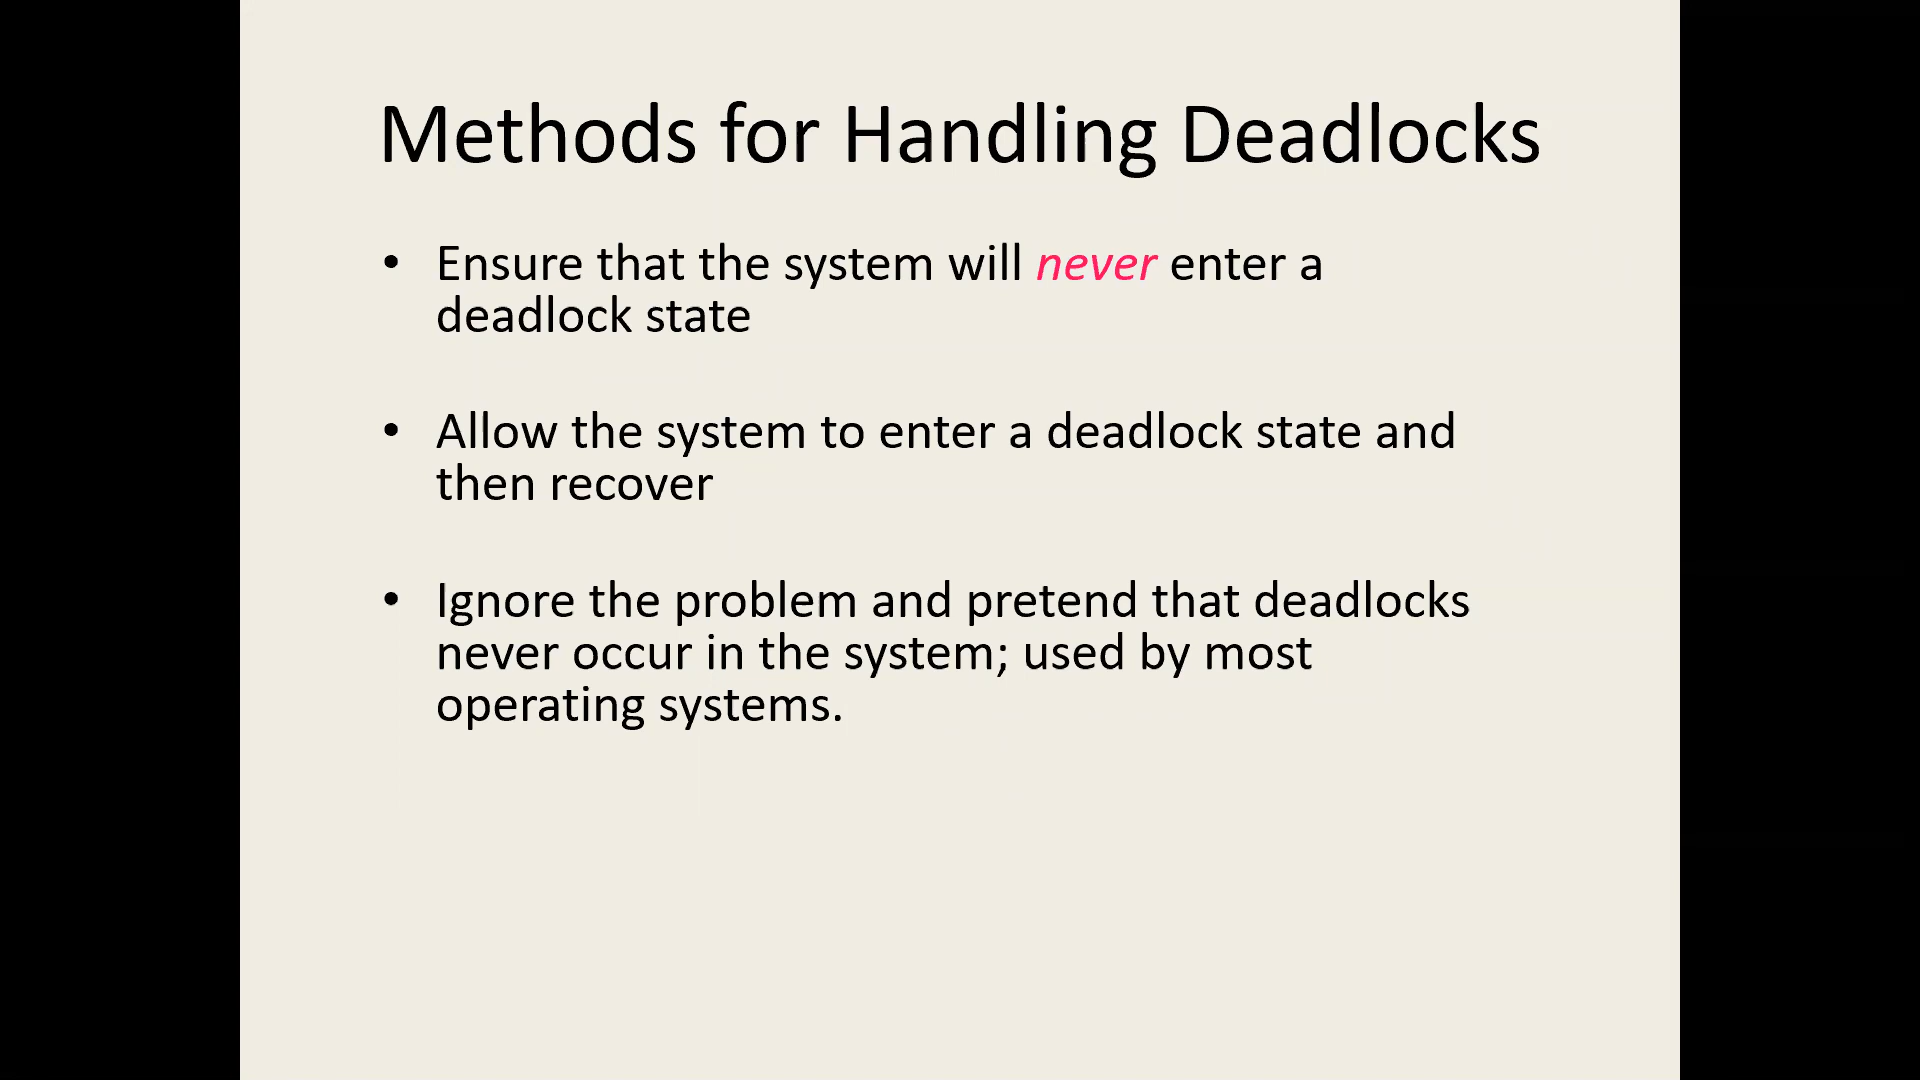 Methods for Handling Deadlocks
• Ensure that the system will never enter a
deadlock state
• Allow the system to enter a deadlock state and
then recover
• Ignore the problem and pretend that deadlocks
never occur in the system; used by most
operating systems.